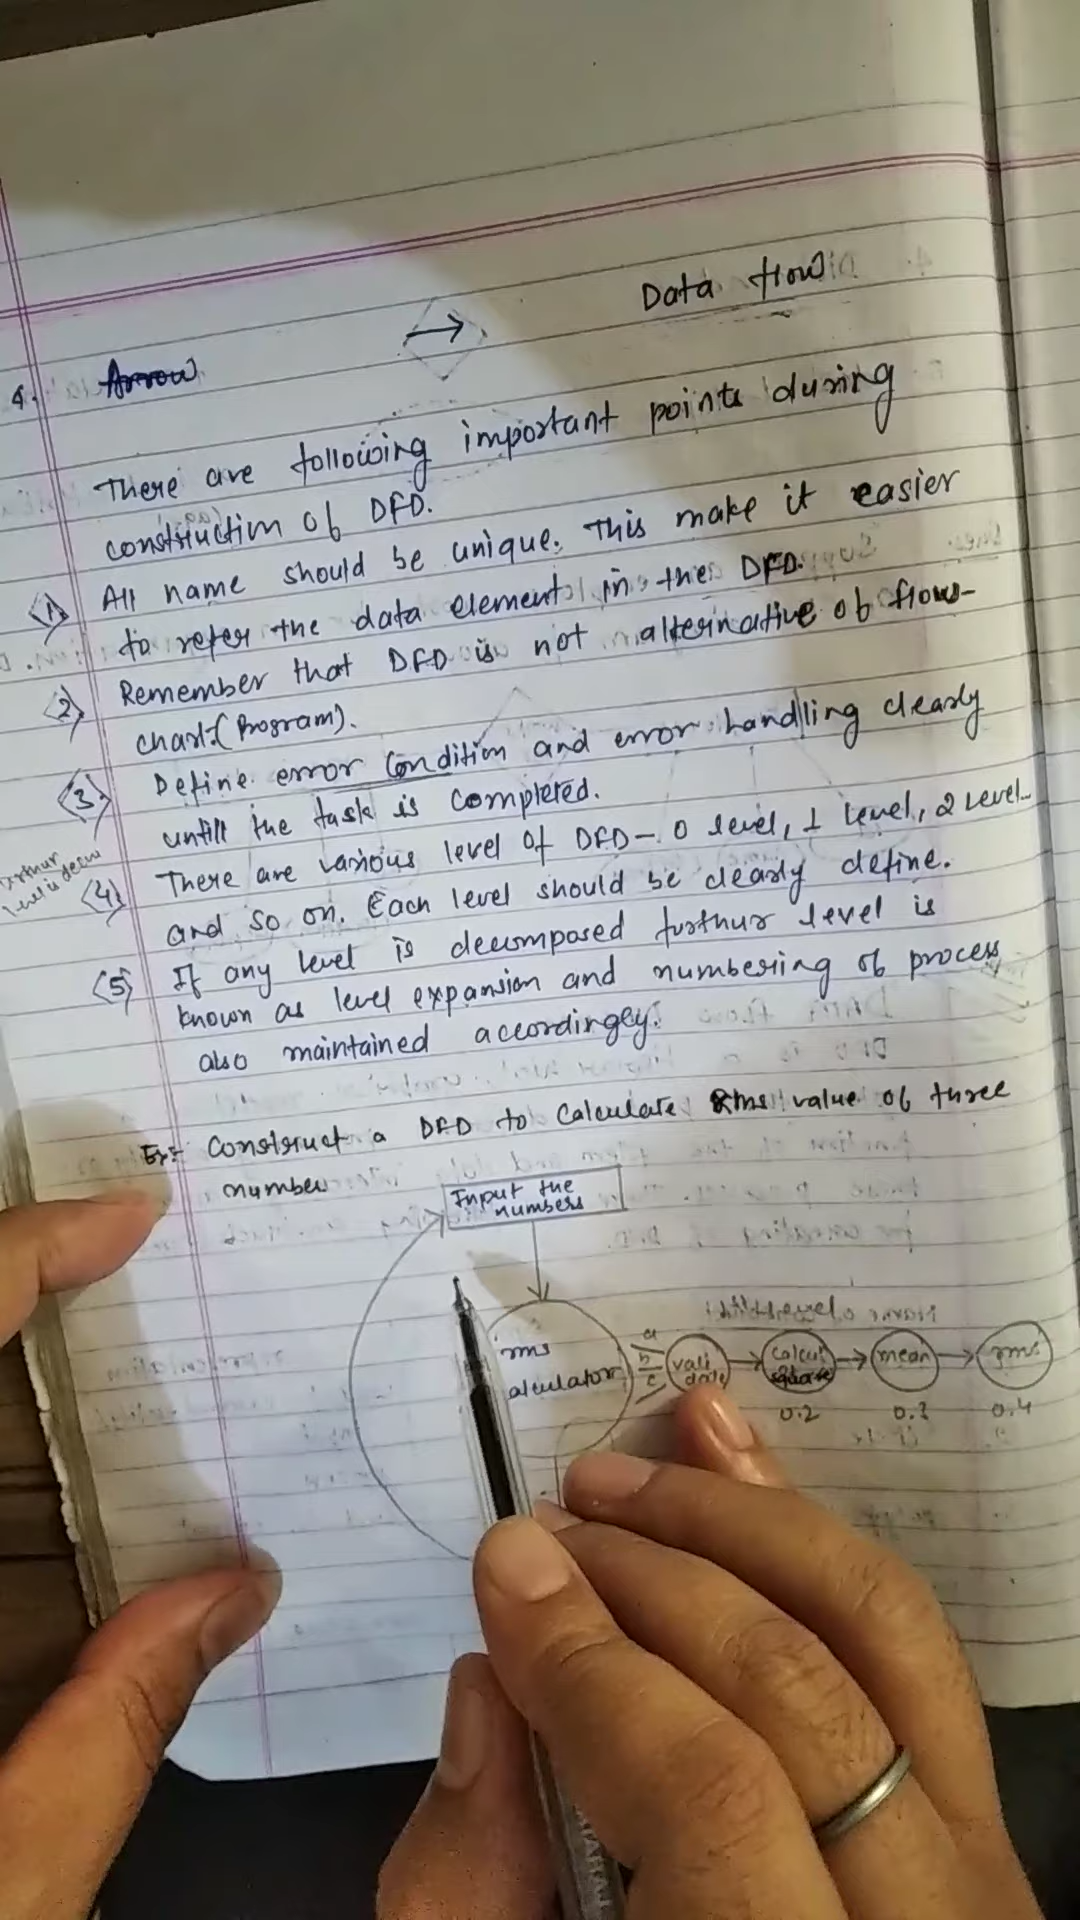 4. Arrow → Data flow
There are following important points during
construction of DFD.
<1> All name should be unique. This make it easier
to refer the data element in the DFD.
<2> Remember that DFD is not alternative of flow-
chart (Program).
<3> Define error Condition and error handling clearly
untill the task is completed.
<4> There are various level of DFD - 0 level, 1 level, 2 level
and so on. Each level should be clearly define.
<5> If any level is decomposed furthur level is
known as level expansion and numbering of process
also maintained accordingly.
Ex:- Construct a DFD to Calculate Rms value of three
number
Input the
numbers
rms
alculator
a
b
c
vali
date
calcul
square
mean
rms
0.2
0.3
0.4